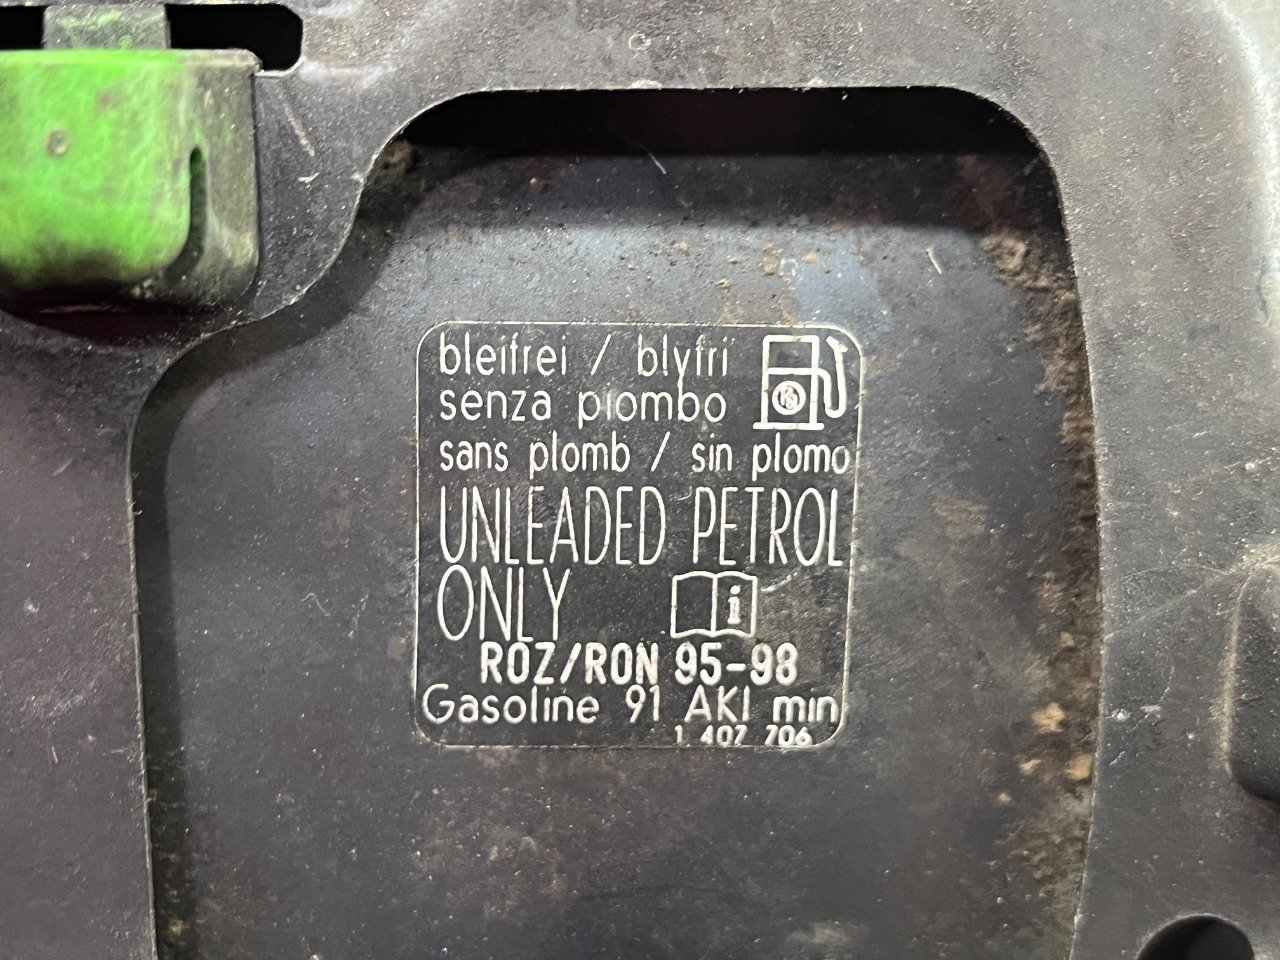 bleifrei / blyfri
senza piombo
sans plomb / sin plomo
UNLEADED PETROL
ONLY
i
ROZ/RON 95-98
Gasoline 91 AKI min
1 407 706